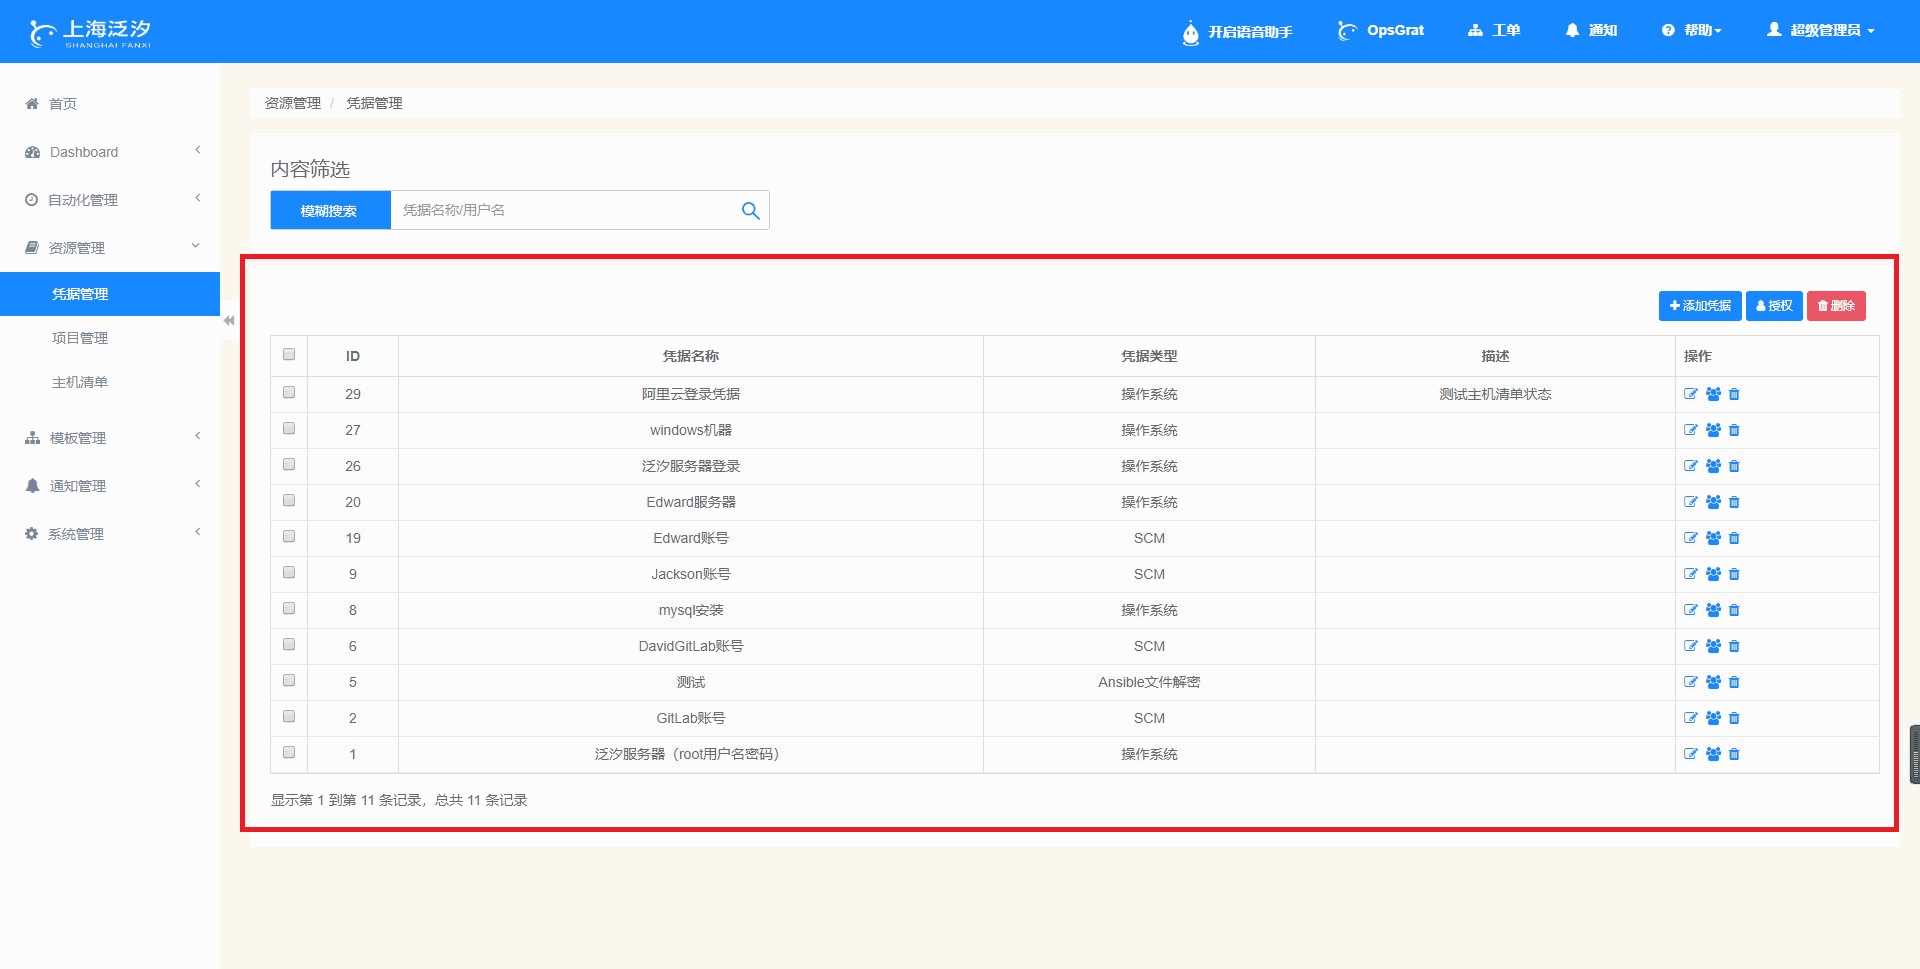 上海泛汐
SHANGHAI FANXI
开启语音助手
OpsGrat
工单
通知
帮助
超级管理员
首页
Dashboard
自动化管理
资源管理
凭据管理
项目管理
主机清单
模板管理
通知管理
系统管理
资源管理 / 凭据管理
内容筛选
模糊搜索 凭据名称/用户名
添加凭据 授权 删除
ID 凭据名称 凭据类型 描述 操作
29 阿里云登录凭据 操作系统 测试主机清单状态
27 windows机器 操作系统
26 泛汐服务器登录 操作系统
20 Edward服务器 操作系统
19 Edward账号 SCM
9 Jackson账号 SCM
8 mysql安装 操作系统
6 DavidGitLab账号 SCM
5 测试 Ansible文件解密
2 GitLab账号 SCM
1 泛汐服务器（root用户名密码） 操作系统
显示第 1 到第 11 条记录，总共 11 条记录